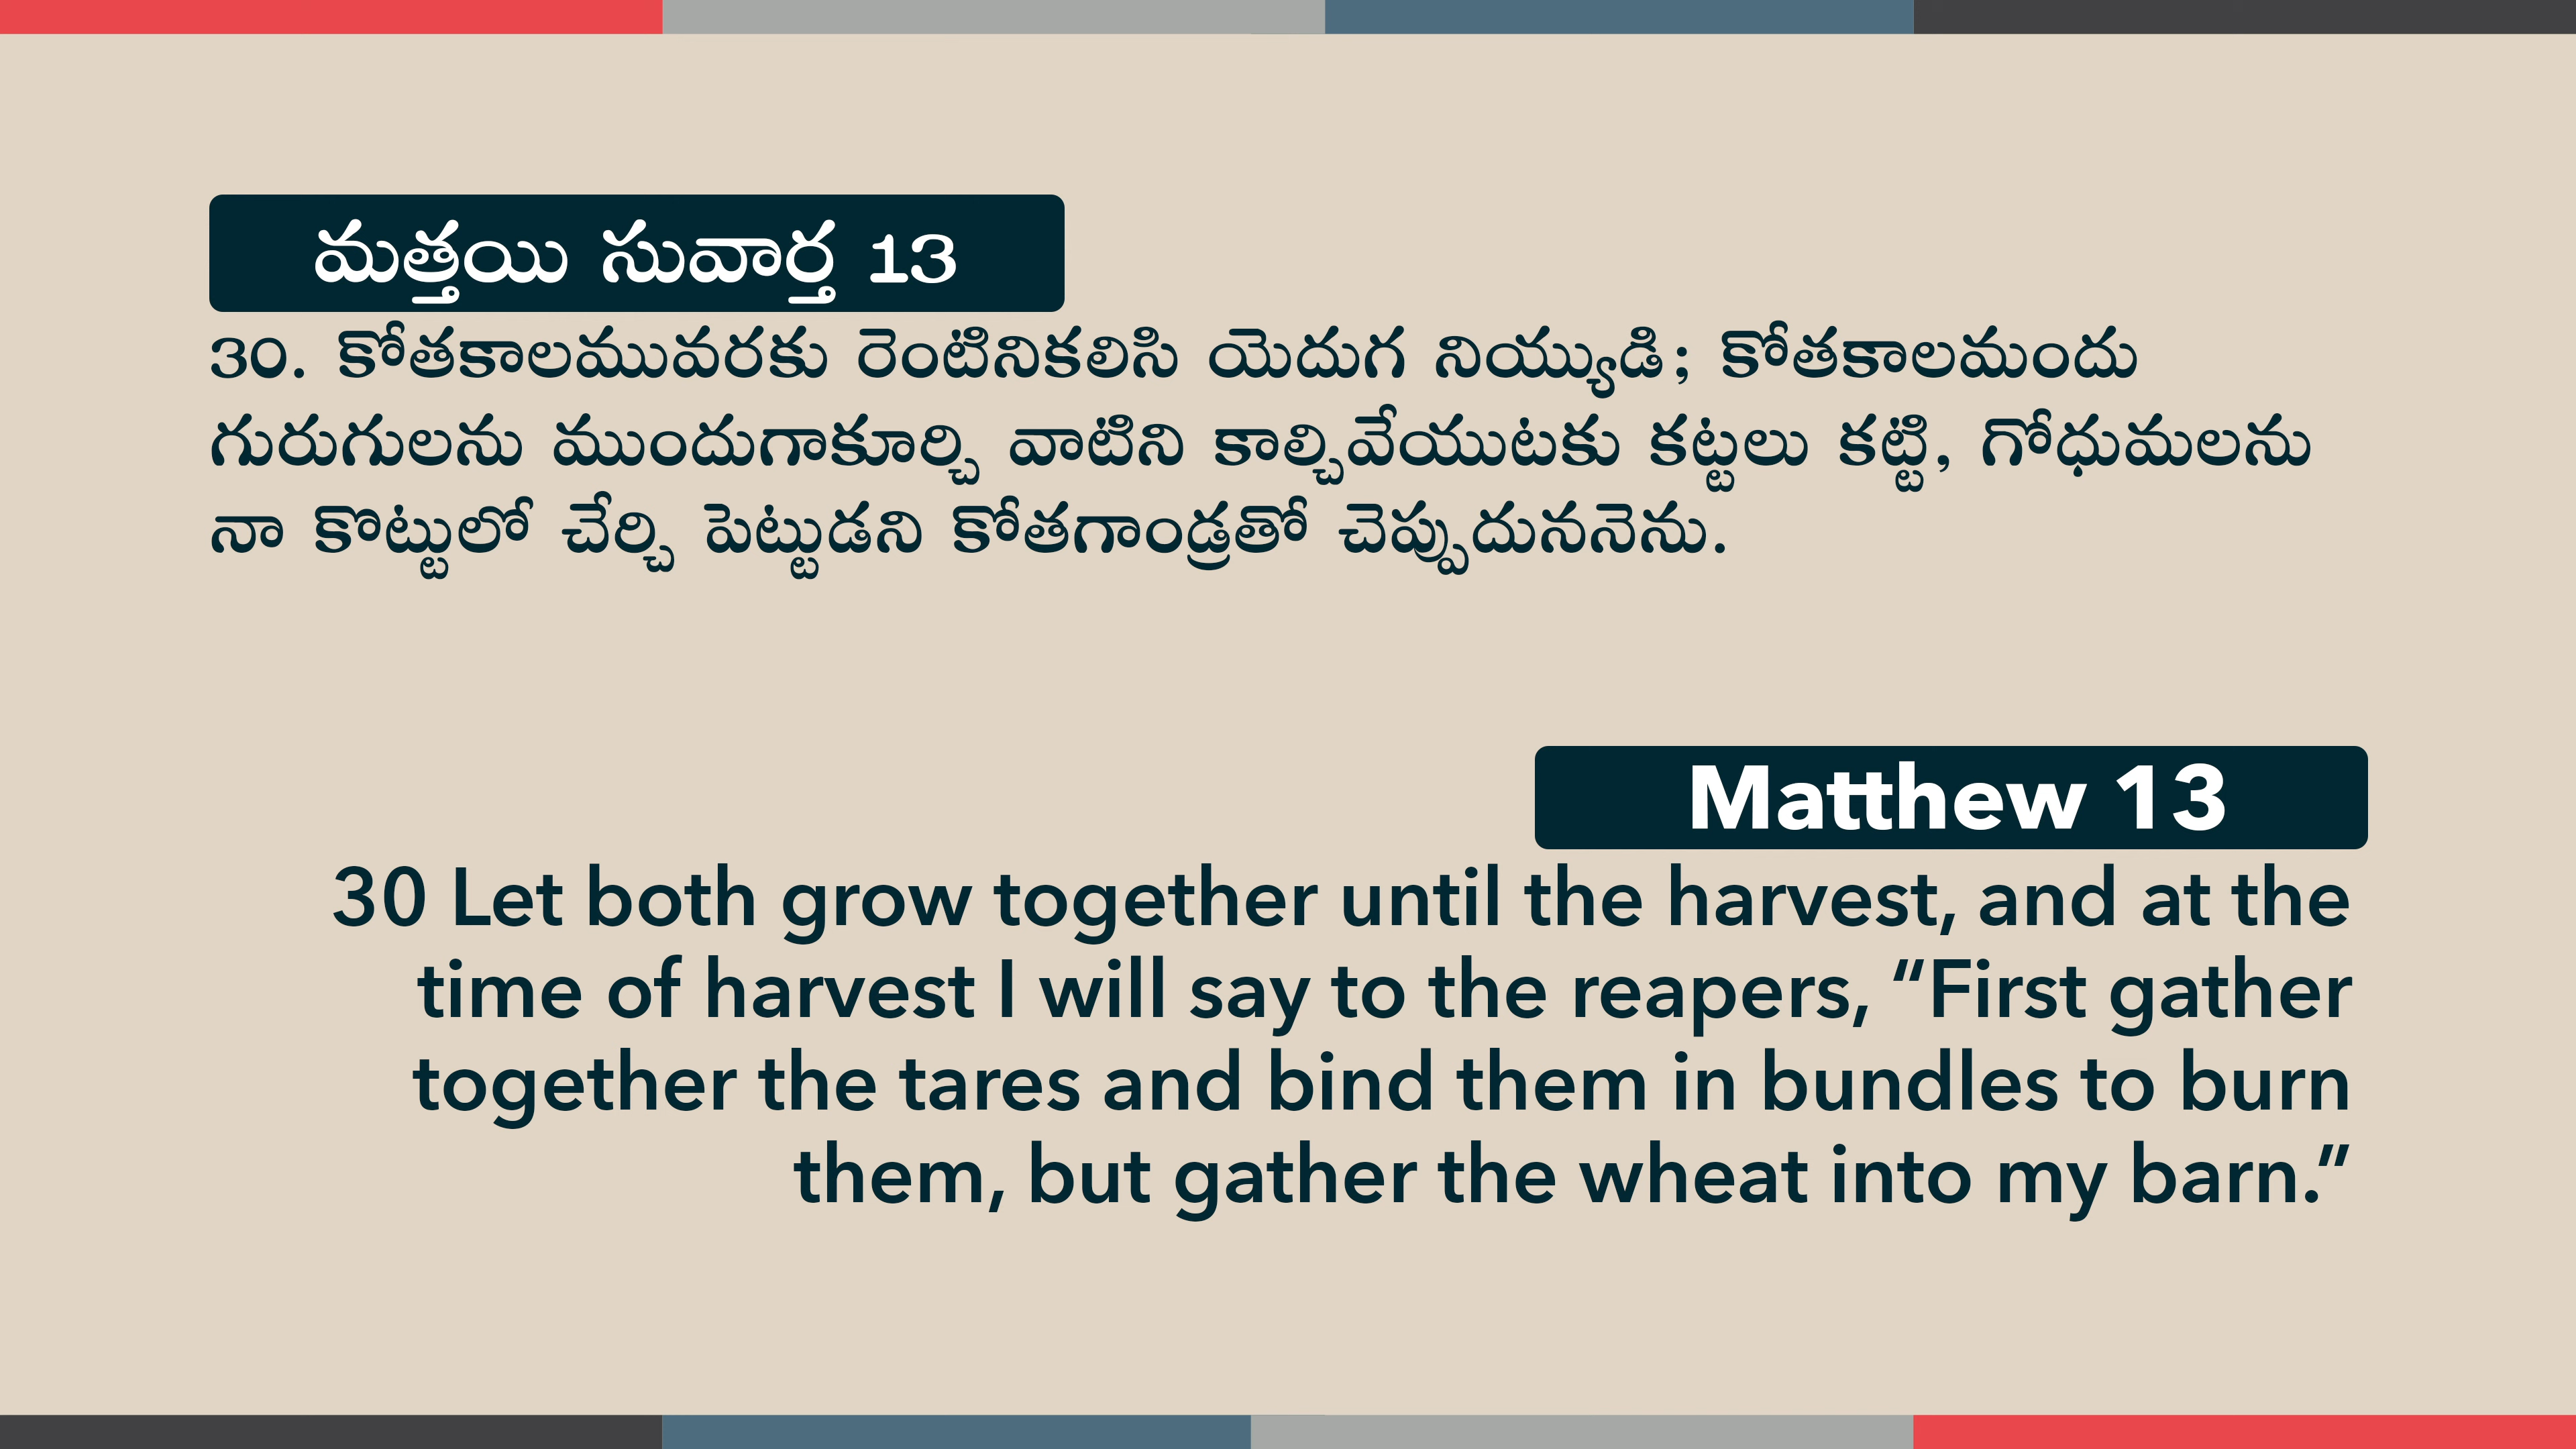 మత్తయి సువార్త 13
30. కోతకాలమువరకు రెంటినికలిసి యెదుగ నియ్యుడి; కోతకాలమందు
గురుగులను ముందుగాకూర్చి వాటిని కాల్చివేయుటకు కట్టలు కట్టి, గోధుమలను
నా కొట్టులో చేర్చి పెట్టుడని కోతగాండ్రతో చెప్పుదుననెను.
Matthew 13
30 Let both grow together until the harvest, and at the
time of harvest I will say to the reapers, “First gather
together the tares and bind them in bundles to burn
them, but gather the wheat into my barn.”